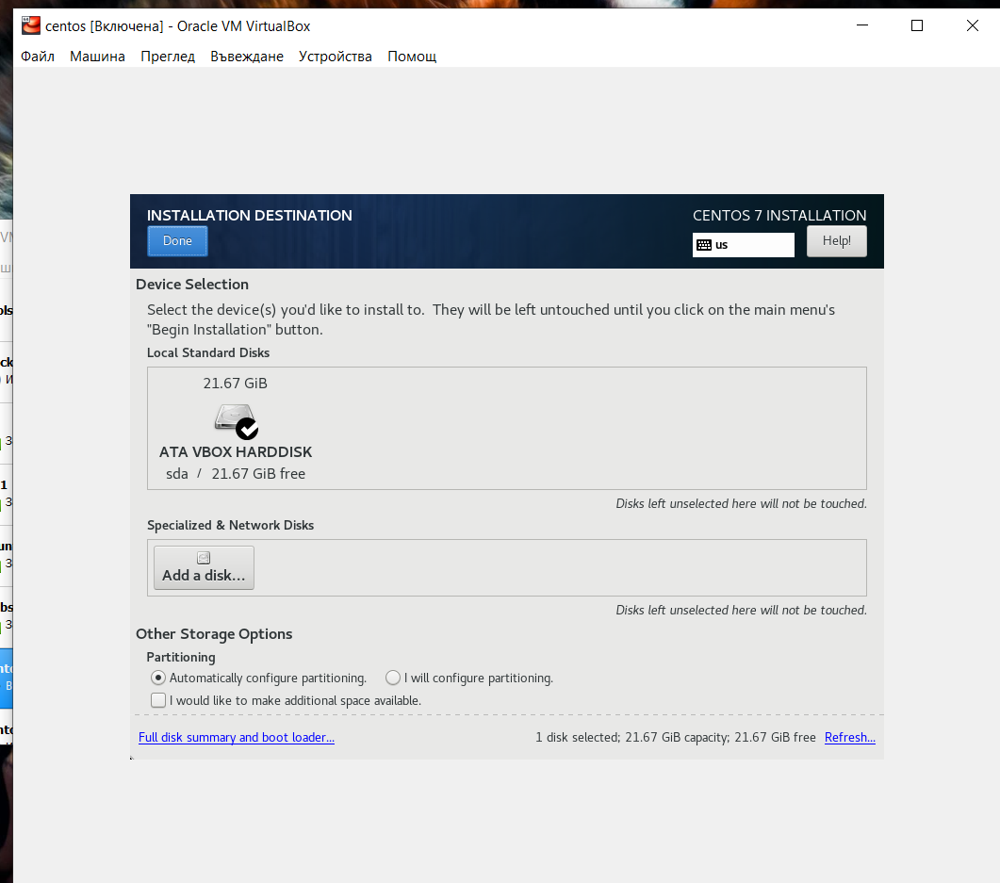 centos [Включена] - Oracle VM VirtualBox
Файл Машина Преглед Въвеждане Устройства Помощ
INSTALLATION DESTINATION
CENTOS 7 INSTALLATION
Done
us
Help!
Device Selection
Select the device(s) you'd like to install to. They will be left untouched until you click on the main menu's
"Begin Installation" button.
Local Standard Disks
21.67 GiB
ATA VBOX HARDDISK
sda / 21.67 GiB free
Disks left unselected here will not be touched.
Specialized & Network Disks
Add a disk...
Disks left unselected here will not be touched.
Other Storage Options
Partitioning
Automatically configure partitioning. I will configure partitioning.
I would like to make additional space available.
Full disk summary and boot loader...
1 disk selected; 21.67 GiB capacity; 21.67 GiB free Refresh...